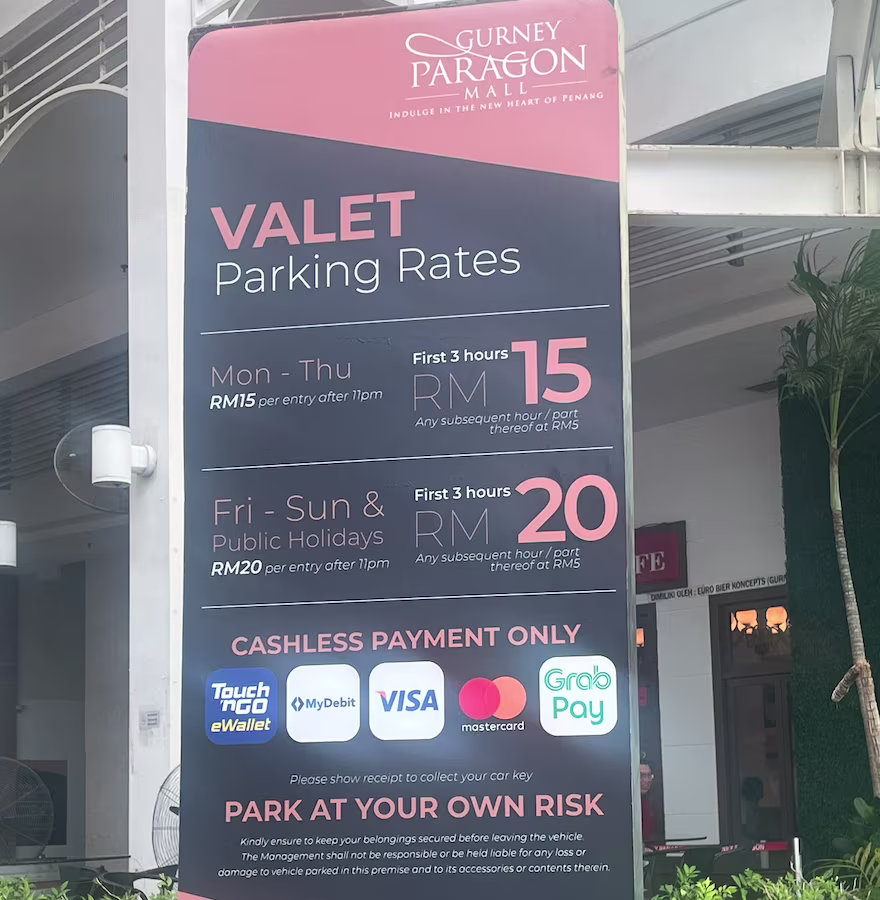 GURNEY
PARAGON
MALL
INDULGE IN THE NEW HEART OF PENANG
VALET
Parking Rates
Mon - Thu
RM15 per entry after 11pm
First 3 hours
RM 15
Any subsequent hour / part
thereof at RM5
Fri - Sun &
Public Holidays
RM20 per entry after 11pm
First 3 hours
RM 20
Any subsequent hour / part
thereof at RM5
CASHLESS PAYMENT ONLY
Touch
'nGO
eWallet
MyDebit
VISA
mastercard
Grab
Pay
Please show receipt to collect your car key
PARK AT YOUR OWN RISK
Kindly ensure to keep your belongings secured before leaving the vehicle.
The Management shall not be responsible or be held liable for any loss or
damage to vehicle parked in this premise and to its accessories or contents therein.
FE
DIMILIKI OLEH : EURO BIER KONCEPTS